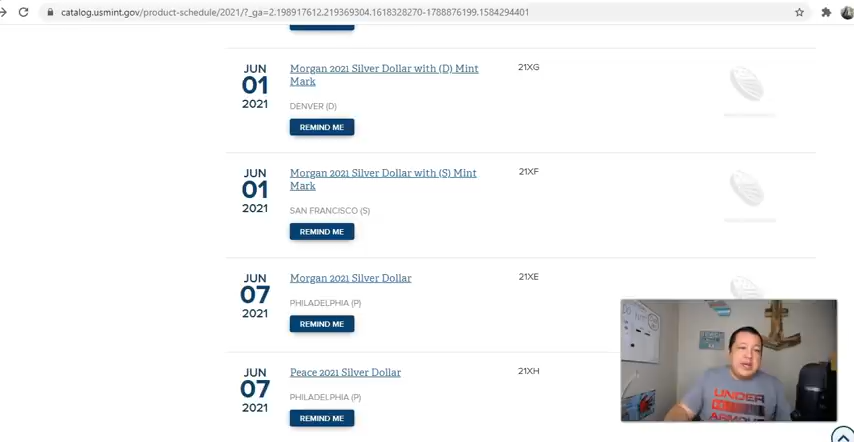 catalog.usmint.gov/product-schedule/2021/?_ga=2.198917612.219369304.1618328270-1788876199.1584294401
JUN
01
2021
Morgan 2021 Silver Dollar with (D) Mint
Mark
DENVER (D)
REMIND ME
21XG
JUN
01
2021
Morgan 2021 Silver Dollar with (S) Mint
Mark
SAN FRANCISCO (S)
REMIND ME
21XF
JUN
07
2021
Morgan 2021 Silver Dollar
PHILADELPHIA (P)
REMIND ME
21XE
JUN
07
2021
Peace 2021 Silver Dollar
PHILADELPHIA (P)
REMIND ME
21XH
UNDER
ARMOUR